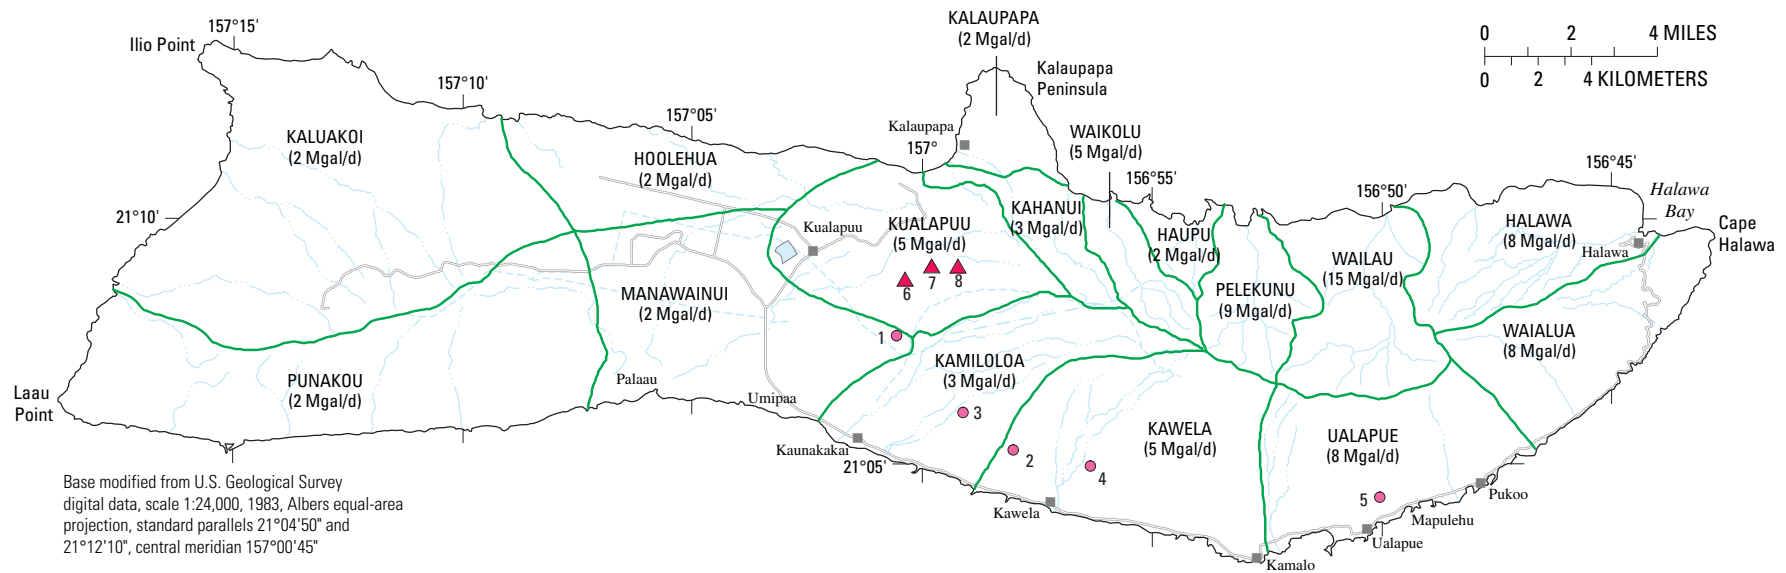 KALAUPAPA
(2 Mgal/d)
157°15'
Ilio Point
0 2 4 MILES
0 2 4 KILOMETERS
Kalaupapa
Peninsula
157°10'
157°05'
Kalaupapa
157°
WAIKOLU
(5 Mgal/d)
156°55'
156°50'
156°45'
KALUAKOI
(2 Mgal/d)
HOOLEHUA
(2 Mgal/d)
Halawa
Bay
21°10'
Kualapuu
KUALAPUU
(5 Mgal/d)
KAHANUI
(3 Mgal/d)
HAUPU
(2 Mgal/d)
WAILAU
(15 Mgal/d)
HALAWA
(8 Mgal/d)
Halawa
Cape
Halawa
6
7
8
MANAWAINUI
(2 Mgal/d)
PELEKUNU
(9 Mgal/d)
1
WAIALUA
(8 Mgal/d)
KAMILOLOA
(3 Mgal/d)
Laau
Point
PUNAKOU
(2 Mgal/d)
Palaau
Umipaa
3
KAWELA
(5 Mgal/d)
UALAPUE
(8 Mgal/d)
Kaunakakai
21°05'
2
4
5
Pukoo
Kawela
Mapulehu
Ualapue
Kamalo
Base modified from U.S. Geological Survey
digital data, scale 1:24,000, 1983, Albers equal-area
projection, standard parallels 21°04'50" and
21°12'10", central meridian 157°00'45"